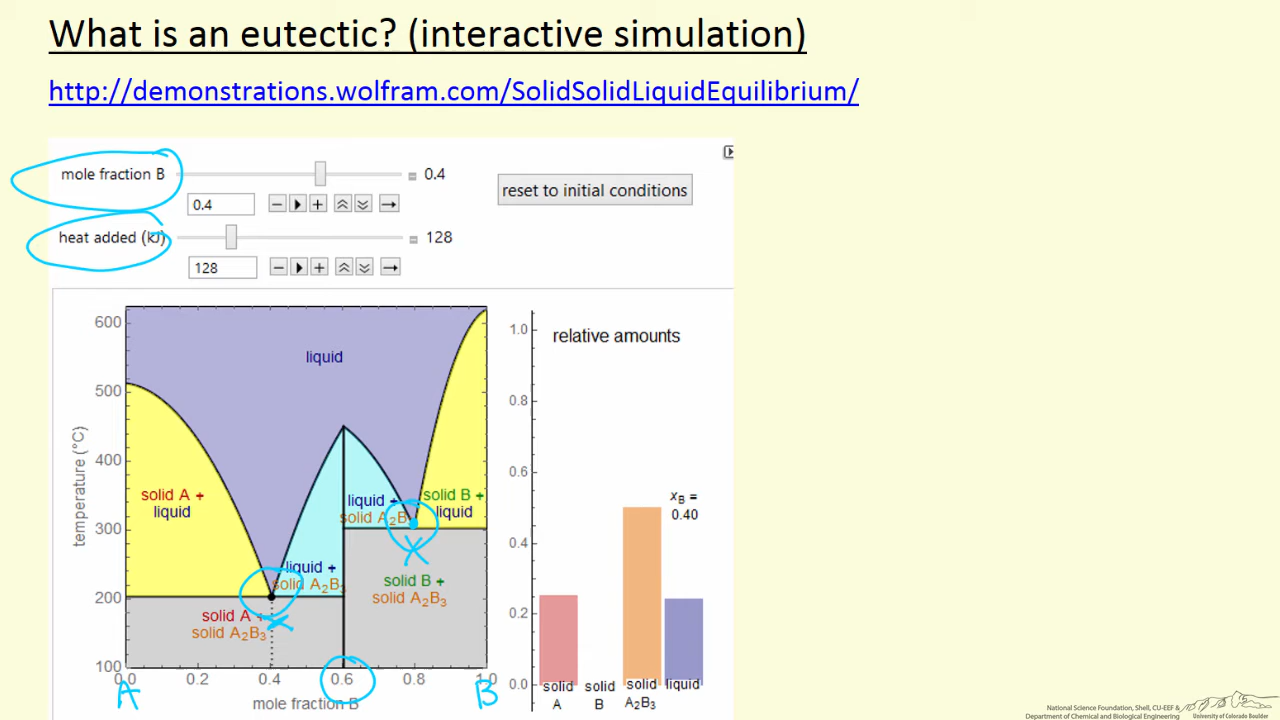 What is an eutectic? (interactive simulation)
http://demonstrations.wolfram.com/SolidSolidLiquidEquilibrium/
mole fraction B
0.4
0.4
reset to initial conditions
heat added (kJ)
128
128
600
500
400
300
200
100
temperature (°C)
liquid
solid A +
liquid
liquid +
solid A2B3
solid B +
liquid
liquid +
solid A2B3
solid A +
solid A2B3
solid B +
solid A2B3
0.0
0.2
0.4
0.6
0.8
1.0
mole fraction B
A
B
relative amounts
1.0
0.8
0.6
0.4
0.2
0.0
xB =
0.40
solid
A
solid
B
solid
A2B3
liquid
National Science Foundation, Shell, CU-EEF &
Department of Chemical and Biological Engineering
University of Colorado Boulder